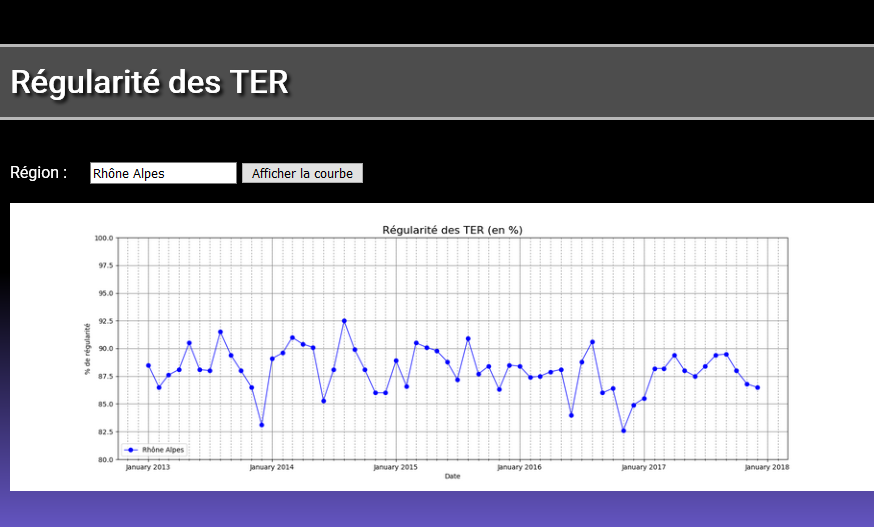 Régularité des TER
Région :
Rhône Alpes
Afficher la courbe
Régularité des TER (en %)
100.0
97.5
95.0
92.5
90.0
87.5
85.0
82.5
80.0
% de régularité
Rhône Alpes
January 2013
January 2014
January 2015
January 2016
January 2017
January 2018
Date